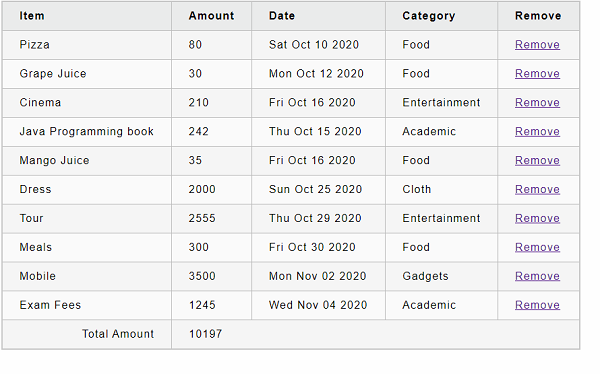 Item Amount Date Category Remove
Pizza 80 Sat Oct 10 2020 Food Remove
Grape Juice 30 Mon Oct 12 2020 Food Remove
Cinema 210 Fri Oct 16 2020 Entertainment Remove
Java Programming book 242 Thu Oct 15 2020 Academic Remove
Mango Juice 35 Fri Oct 16 2020 Food Remove
Dress 2000 Sun Oct 25 2020 Cloth Remove
Tour 2555 Thu Oct 29 2020 Entertainment Remove
Meals 300 Fri Oct 30 2020 Food Remove
Mobile 3500 Mon Nov 02 2020 Gadgets Remove
Exam Fees 1245 Wed Nov 04 2020 Academic Remove
Total Amount 10197